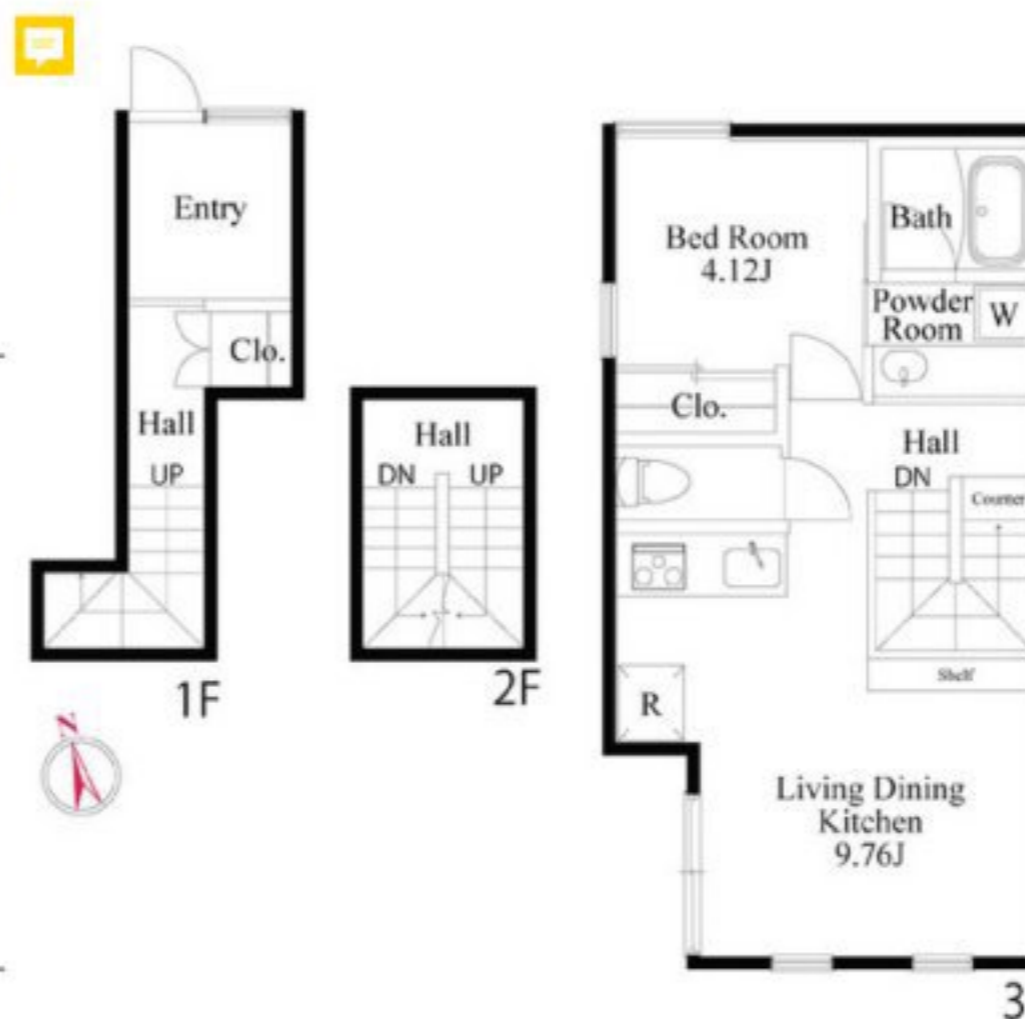 Entry
Clo.
Hall
UP
1F
N
Hall
DN UP
2F
Bed Room
4.12J
Bath
Powder
Room
W
Clo.
Hall
DN
Counter
Shelf
R
Living Dining
Kitchen
9.76J
3